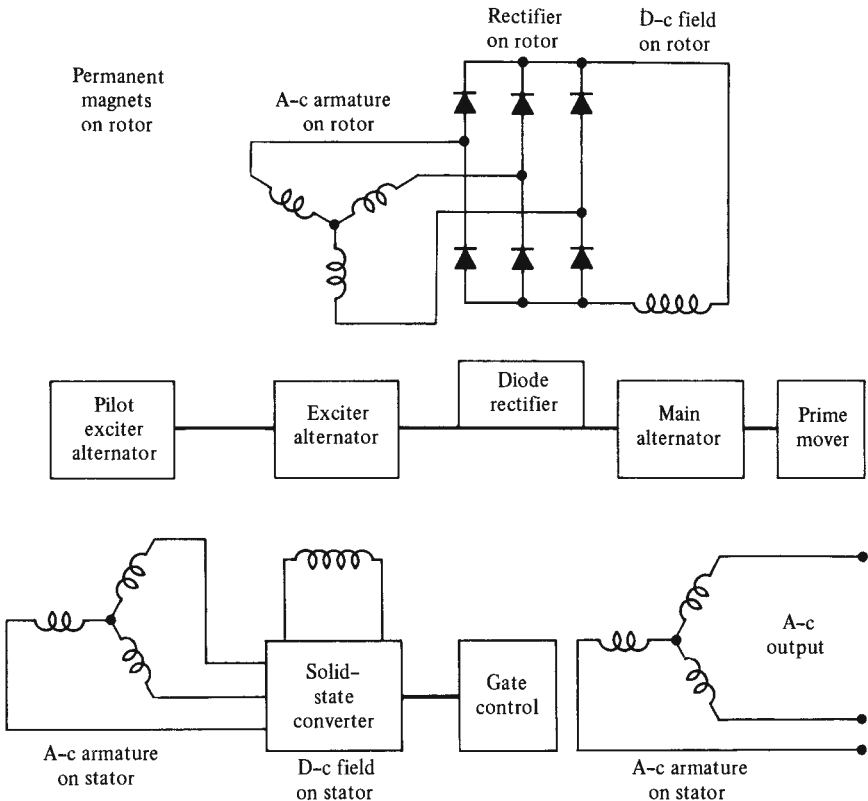 Permanent
magnets
on rotor
A-c armature
on rotor
Rectifier
on rotor
D-c field
on rotor
Pilot
exciter
alternator
Exciter
alternator
Diode
rectifier
Main
alternator
Prime
mover
Solid-
state
converter
Gate
control
A-c
output
A-c armature
on stator
D-c field
on stator
A-c armature
on stator